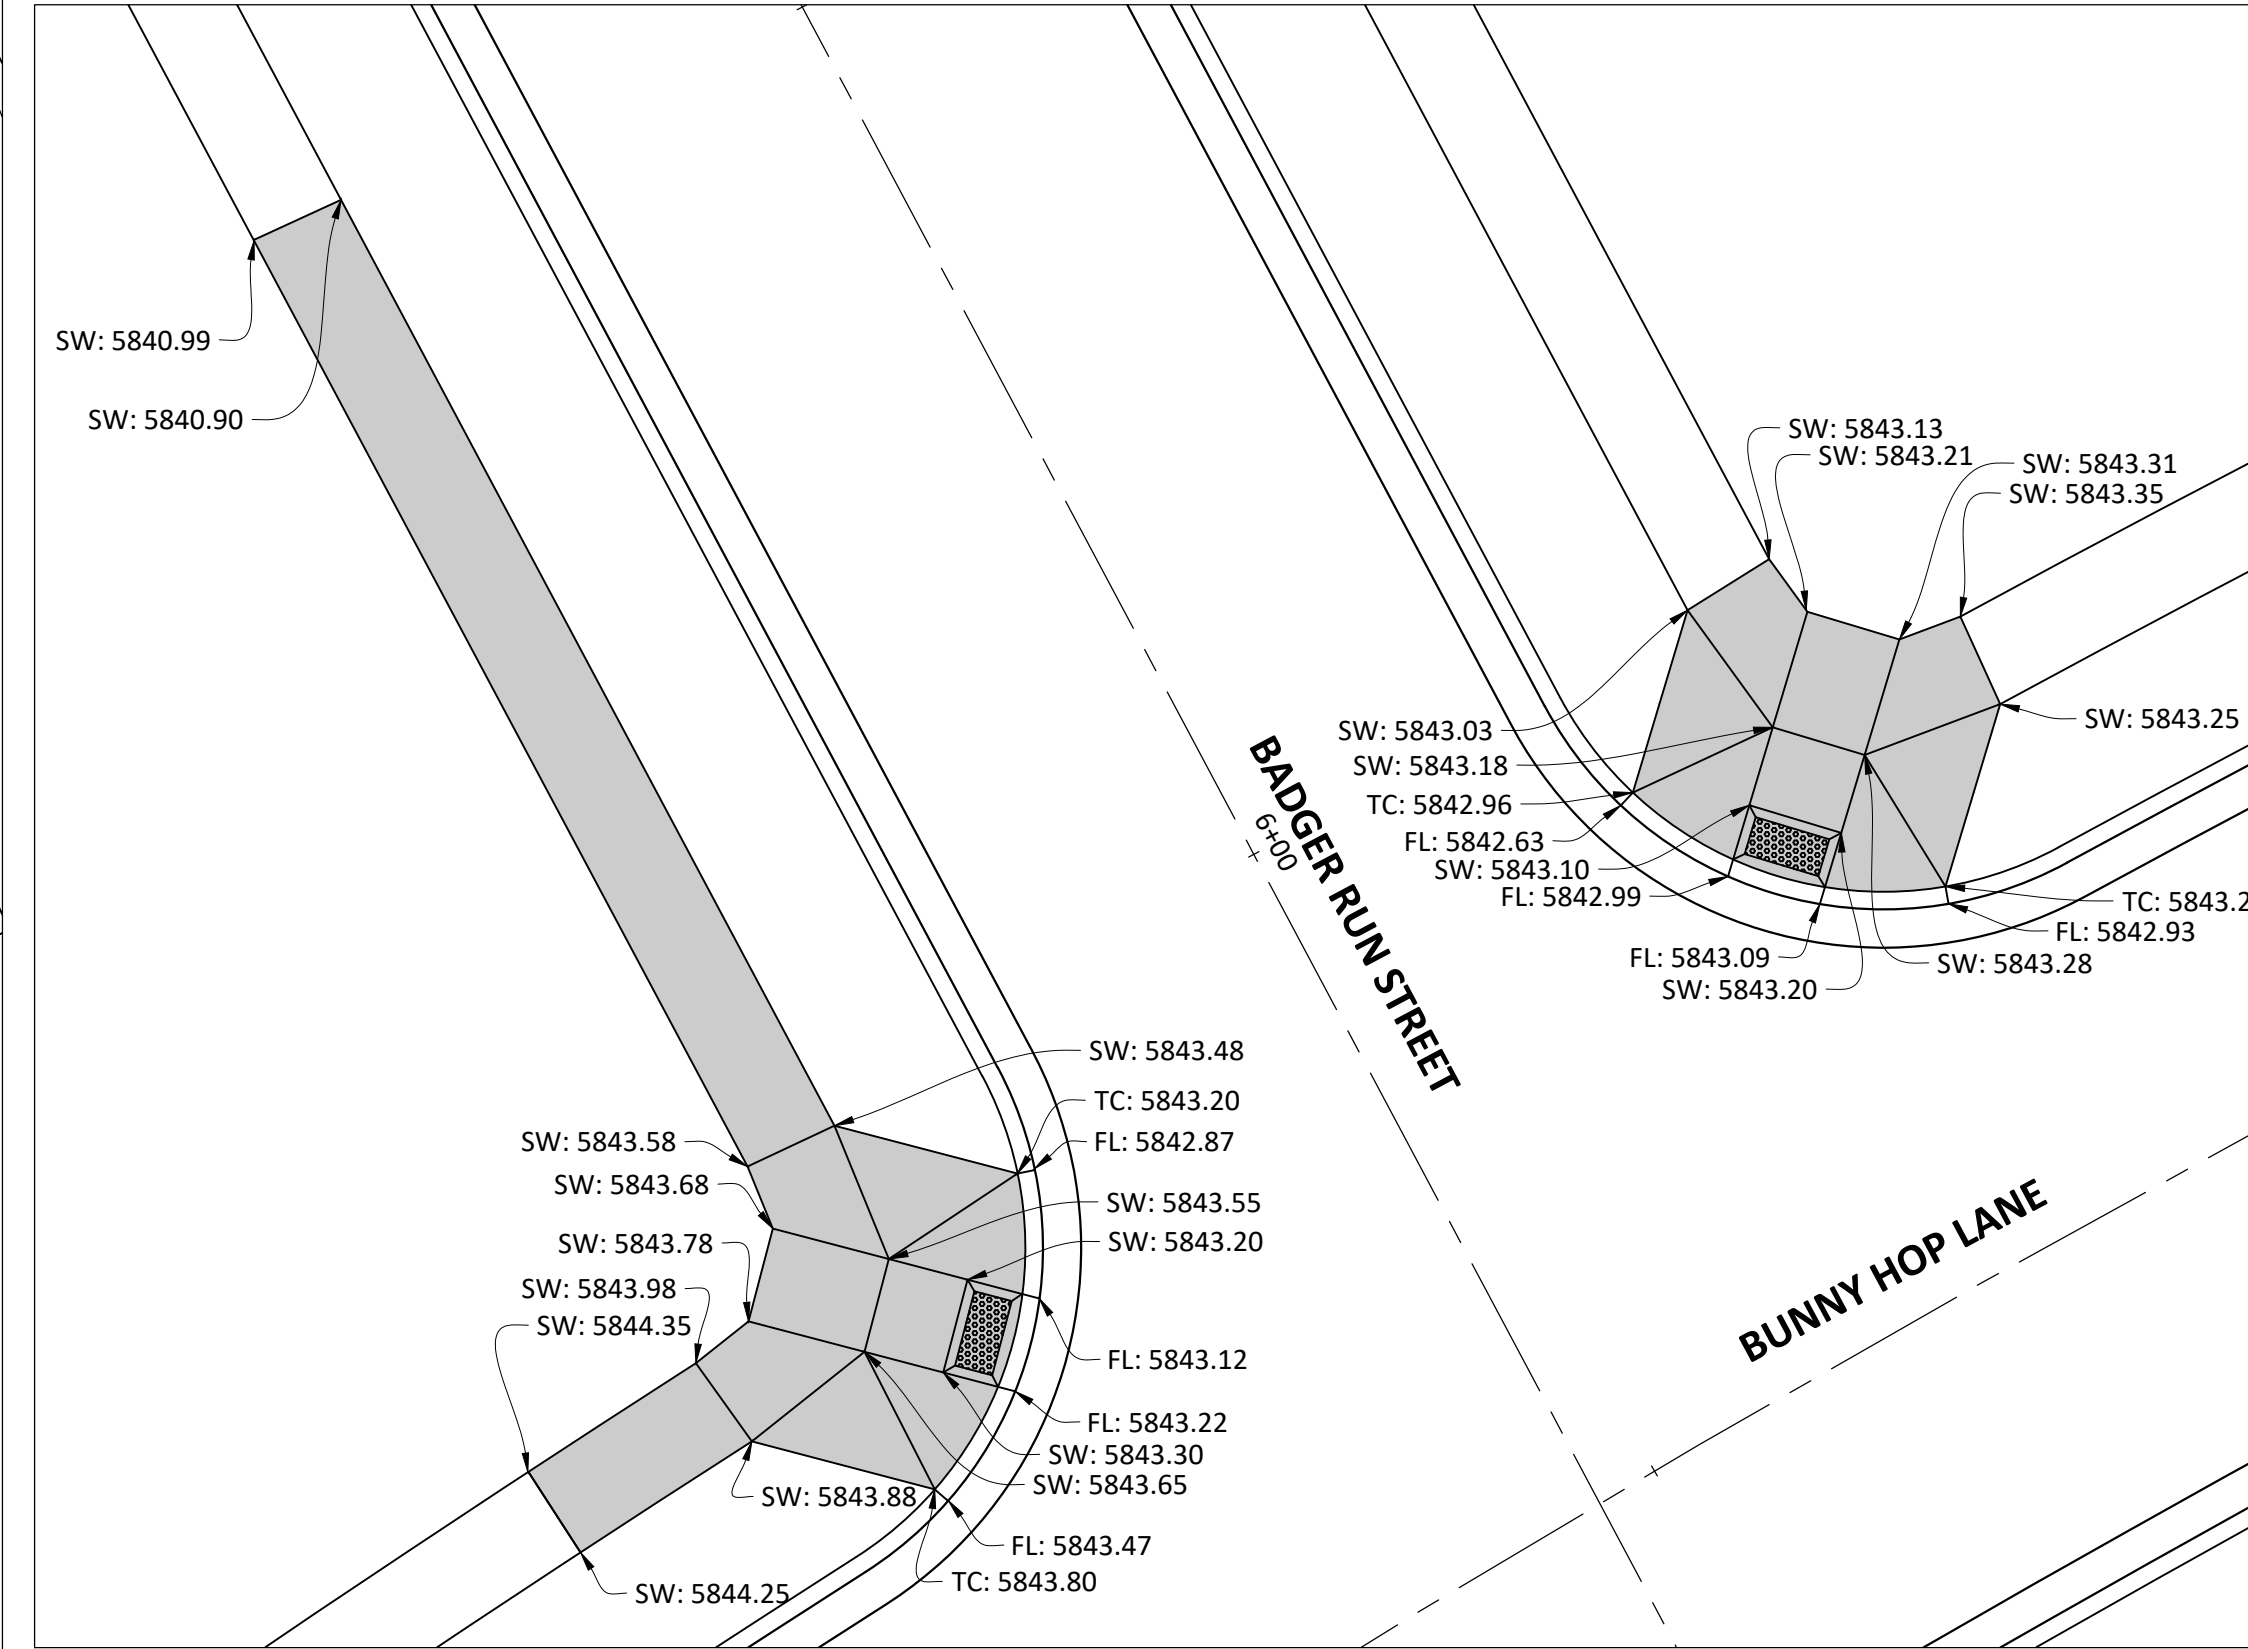 SW: 5840.99
SW: 5840.90
SW: 5843.13
SW: 5843.21
SW: 5843.31
SW: 5843.35
SW: 5843.03
SW: 5843.18
TC: 5842.96
FL: 5842.63
SW: 5843.10
FL: 5842.99
SW: 5843.25
TC: 5843.2
FL: 5842.93
FL: 5843.09
SW: 5843.28
SW: 5843.20
BADGER RUN STREET
6+00
SW: 5843.48
TC: 5843.20
FL: 5842.87
SW: 5843.58
SW: 5843.68
SW: 5843.55
SW: 5843.20
SW: 5843.78
SW: 5843.98
SW: 5844.35
FL: 5843.12
FL: 5843.22
SW: 5843.30
SW: 5843.65
SW: 5843.88
FL: 5843.47
TC: 5843.80
SW: 5844.25
BUNNY HOP LANE